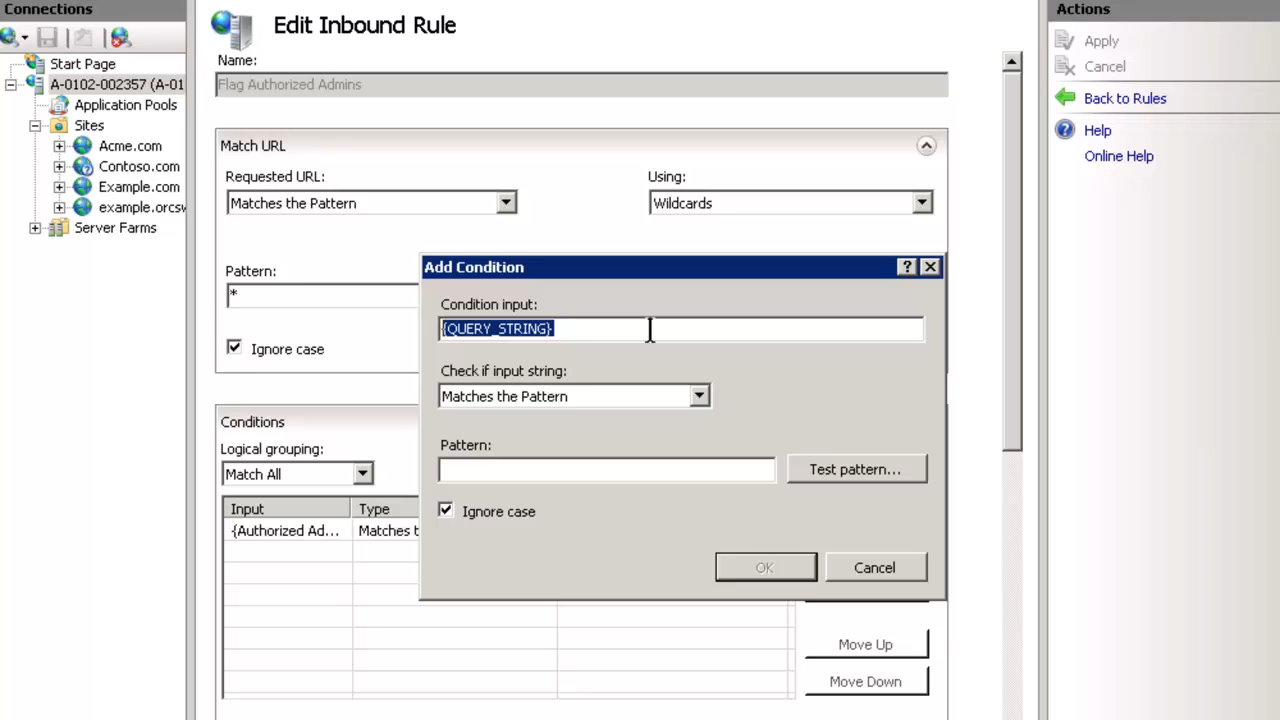 Connections
Start Page
A-0102-002357 (A-01
Application Pools
Sites
Acme.com
Contoso.com
Example.com
example.orcsw
Server Farms
Edit Inbound Rule
Name:
Flag Authorized Admins
Match URL
Requested URL:
Using:
Matches the Pattern
Wildcards
Pattern:
*
Ignore case
Conditions
Logical grouping:
Match All
Input
Type
{Authorized Ad...
Matches t
Move Up
Move Down
Add Condition
?
Condition input:
{QUERY_STRING}
Check if input string:
Matches the Pattern
Pattern:
Test pattern...
Ignore case
OK
Cancel
Actions
Apply
Cancel
Back to Rules
Help
Online Help